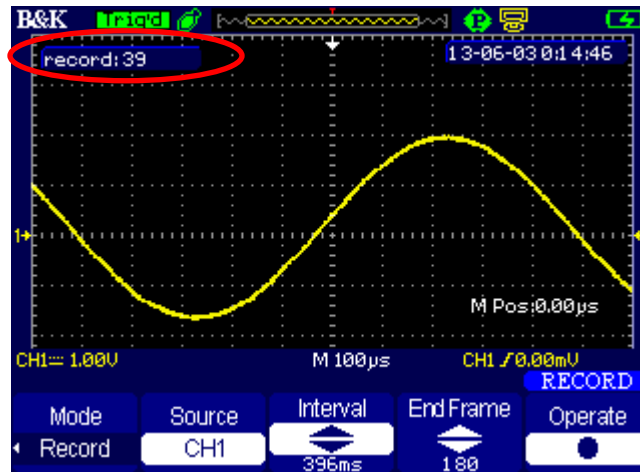 B&K Trig'd P
record:39 13-06-03 0:14:46
1
M Pos:0.00µs
CH1 1.00V M 100µs CH1 0.00mV
RECORD
Mode Source Interval End Frame Operate
Record CH1 396ms 180